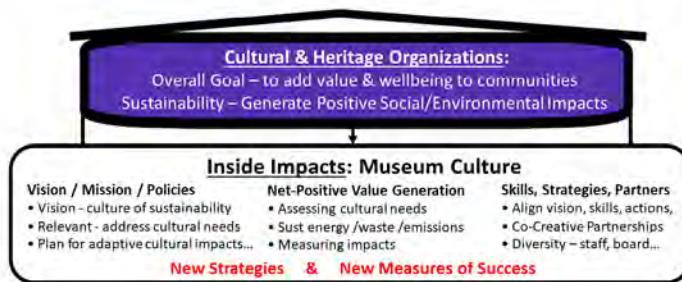 Cultural & Heritage Organizations:
Overall Goal – to add value & wellbeing to communities
Sustainability – Generate Positive Social/Environmental Impacts
Inside Impacts: Museum Culture
Vision / Mission / Policies
• Vision - culture of sustainability
• Relevant - address cultural needs
• Plan for adaptive cultural impacts...
Net-Positive Value Generation
• Assessing cultural needs
• Sust energy /waste /emissions
• Measuring impacts
Skills, Strategies, Partners
• Align vision, skills, actions,
• Co-Creative Partnerships
• Diversity – staff, board...
New Strategies & New Measures of Success